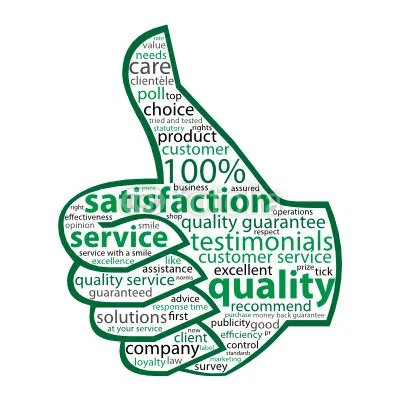 rate
value
needs
care
clientèle
poll top
choice
tried and tested
statutory rights
product
customer
100%
price business assured
satisfaction
right shop operations
effectiveness quality guarantee
opinion smile respect
service testimonials
service with a smile like customer service
excellence
assistance excellent prize tick
quality service norms quality
guaranteed advice recommend
response time purchase money back guarantee
solutions first publicity good
at your service now efficiency pr
client control
company label standards
loyalty law marketing
survey